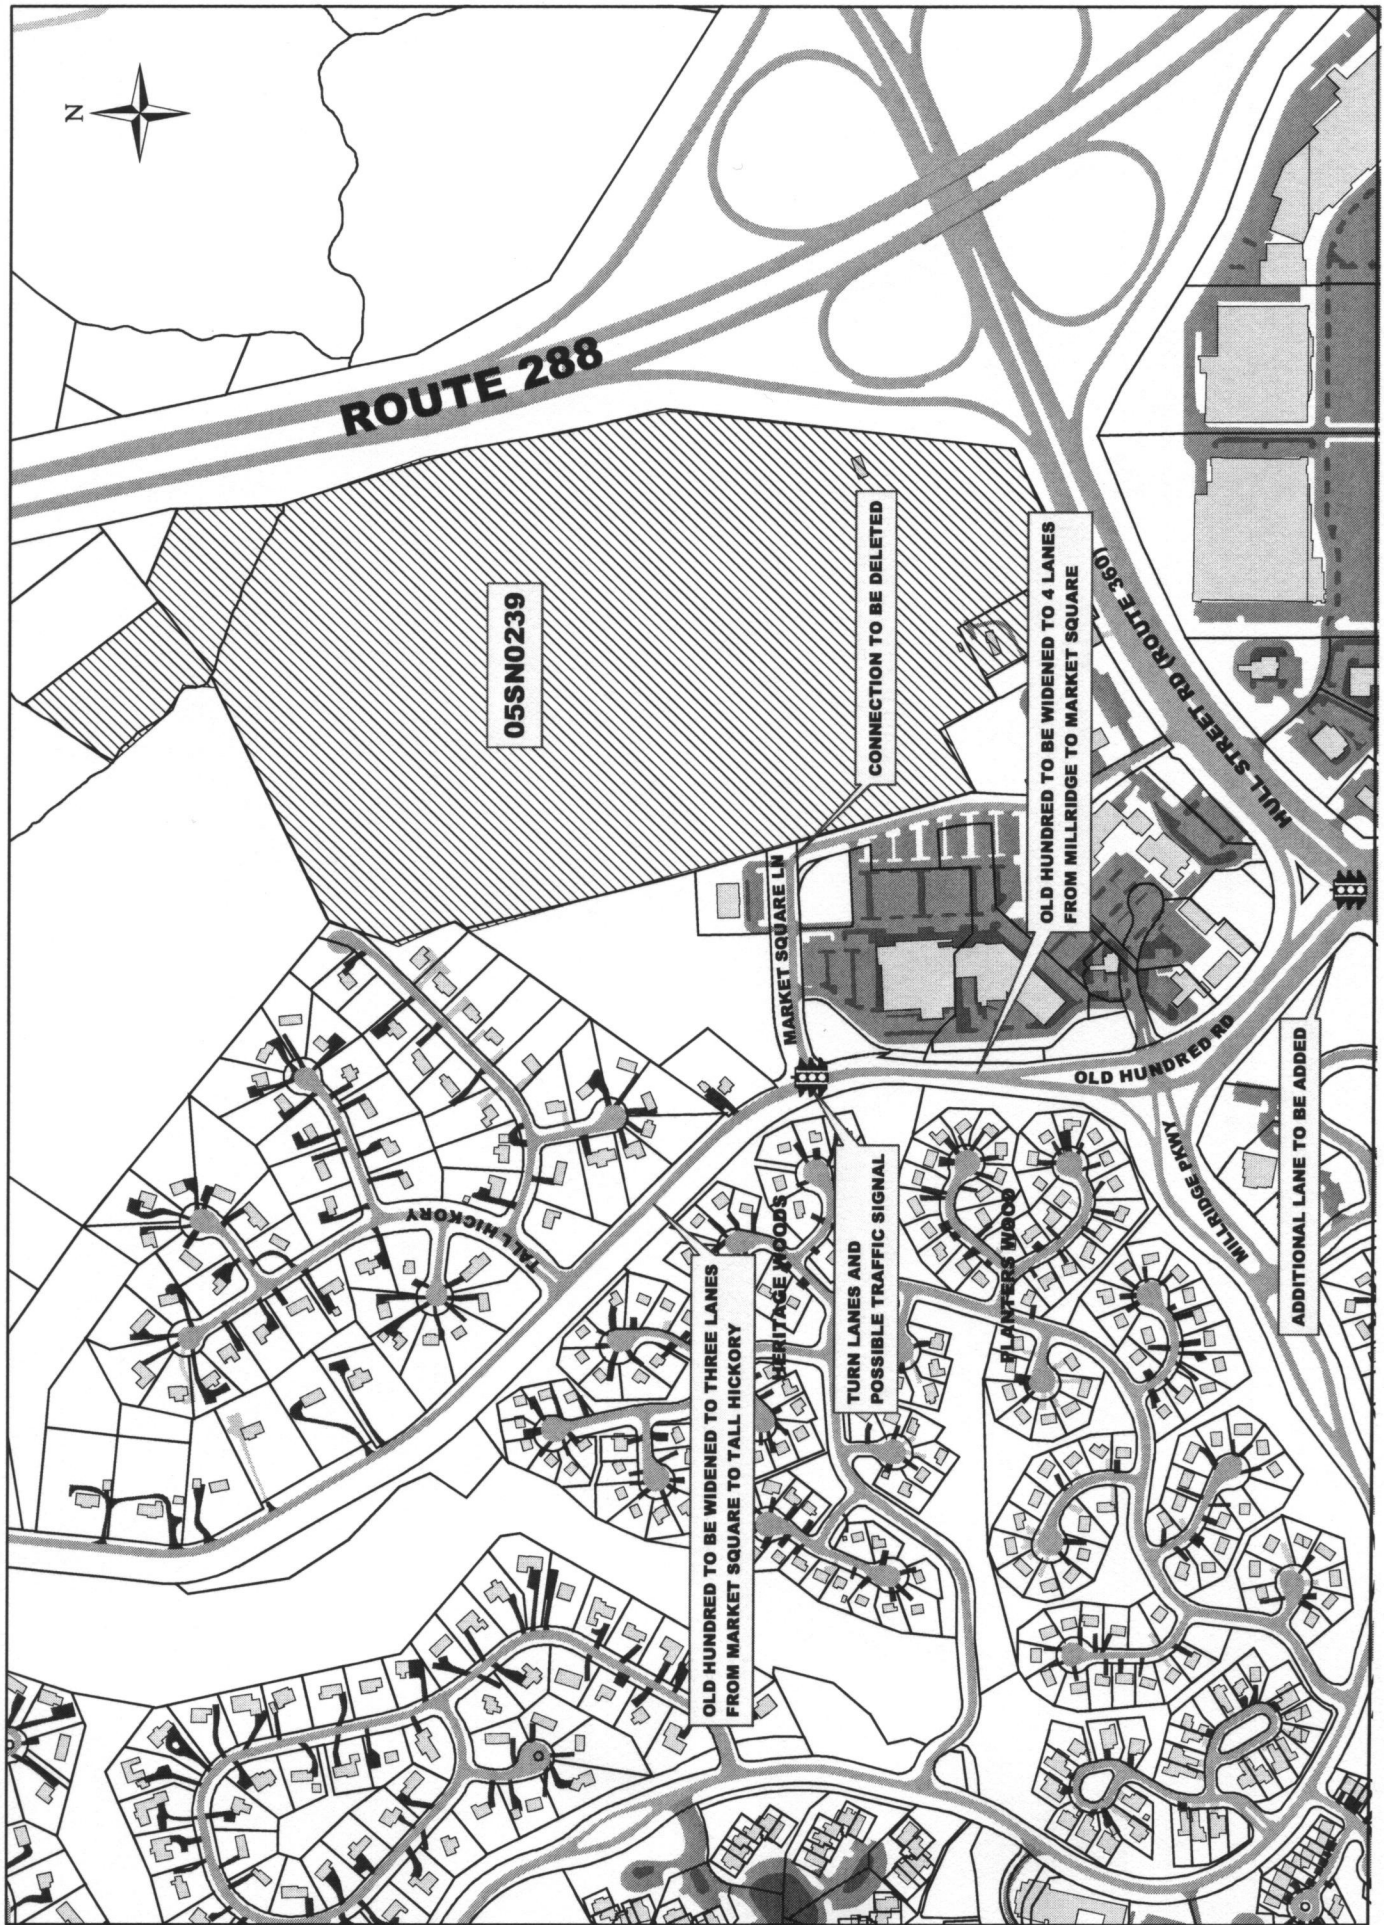 N
ROUTE 288
05SN0239
CONNECTION TO BE DELETED
OLD HUNDRED TO BE WIDENED TO 4 LANES
FROM MILLRIDGE TO MARKET SQUARE
HULL STREET RD (ROUTE 360)
MARKET SQUARE LN
OLD HUNDRED RD
MILLRIDGE PKWY
ADDITIONAL LANE TO BE ADDED
TALL HICKORY
HERITAGE WOODS
TURN LANES AND
POSSIBLE TRAFFIC SIGNAL
PLANTERS WOOD
OLD HUNDRED TO BE WIDENED TO THREE LANES
FROM MARKET SQUARE TO TALL HICKORY